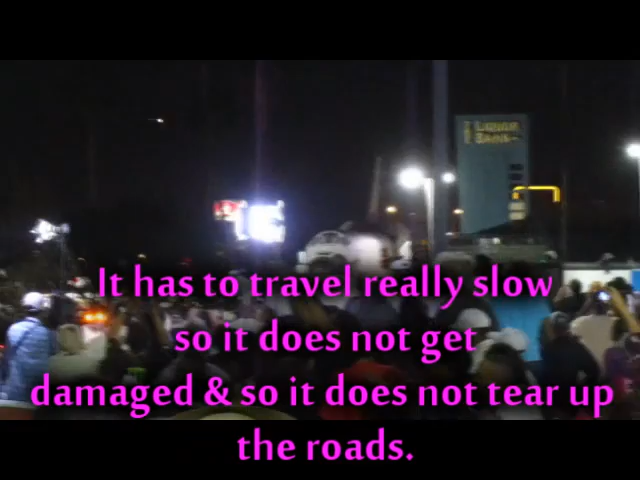 It has to travel really slow
so it does not get
damaged & so it does not tear up
the roads.